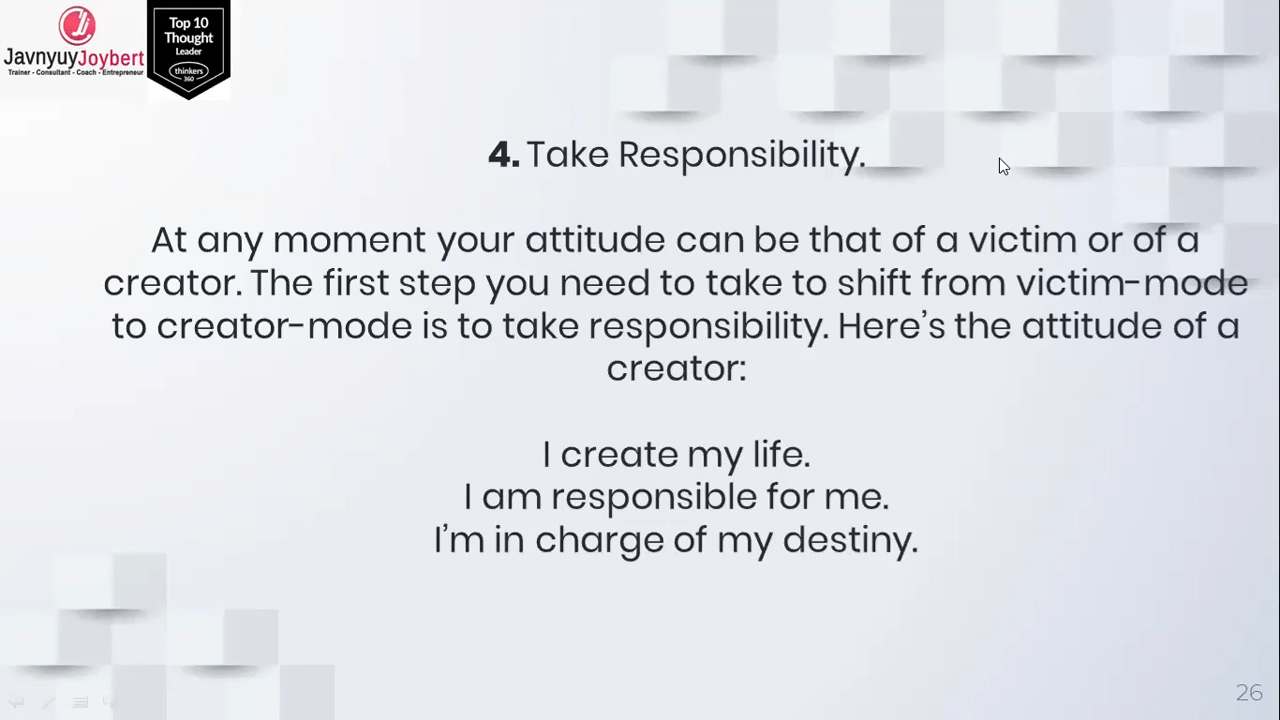 JavnyuyJoybert
Trainer - Consultant - Coach - Entrepreneur
Top 10
Thought
Leader
thinkers
360
4. Take Responsibility.
At any moment your attitude can be that of a victim or of a
creator. The first step you need to take to shift from victim-mode
to creator-mode is to take responsibility. Here's the attitude of a
creator:
I create my life.
I am responsible for me.
I'm in charge of my destiny.
26